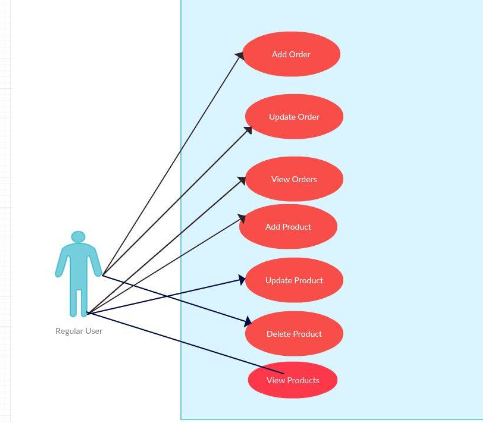 Add Order
Update Order
View Orders
Add Product
Update Product
Delete Product
View Products
Regular User